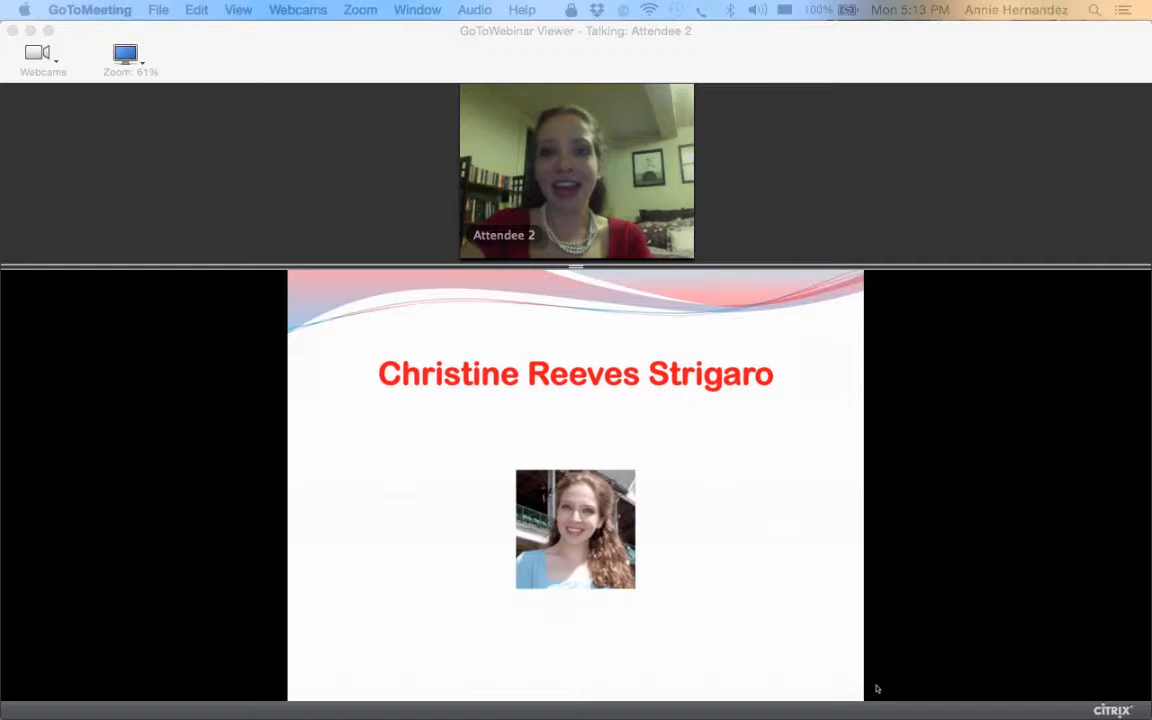 GoToMeeting File Edit View Webcams Zoom Window Audio Help 100% Mon 5:13 PM Annie Hernandez
GoToWebinar Viewer - Talking: Attendee 2
Webcams Zoom: 61%
Attendee 2
Christine Reeves Strigaro
CITRIX